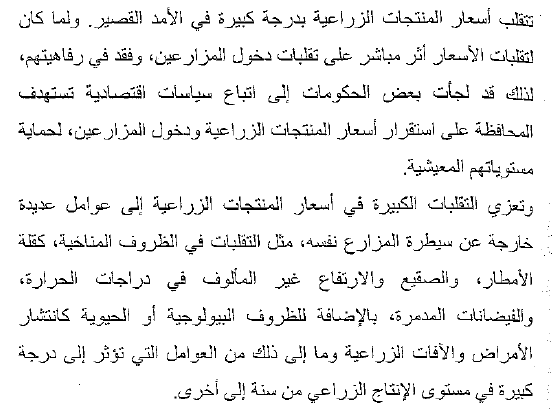 تتقلب أسعار المنتجات الزراعية بدرجة كبيرة في الأمد القصير. ولما كان
لتقلبات الأسعار أثر مباشر على تقلبات دخول المزارعين، وفقد في رفاهيتهم،
لذلك قد لجأت بعض الحكومات إلى اتباع سياسات اقتصادية تستهدف
المحافظة على استقرار أسعار المنتجات الزراعية ودخول المزارعين، لحماية
مستوياتهم المعيشية.
وتعزي التقلبات الكبيرة في أسعار المنتجات الزراعية إلى عوامل عديدة
خارجة عن سيطرة المزارع نفسه، مثل التقلبات في الظروف المناخية، كقلة
الأمطار، والصقيع والارتفاع غير المألوف في دراجات الحرارة،
والفيضانات المدمرة، بالإضافة للظروف البيولوجية أو الحيوية كانتشار
الأمراض والآفات الزراعية وما إلى ذلك من العوامل التي تؤثر إلى درجة
كبيرة في مستوى الإنتاج الزراعي من سنة إلى أخرى.